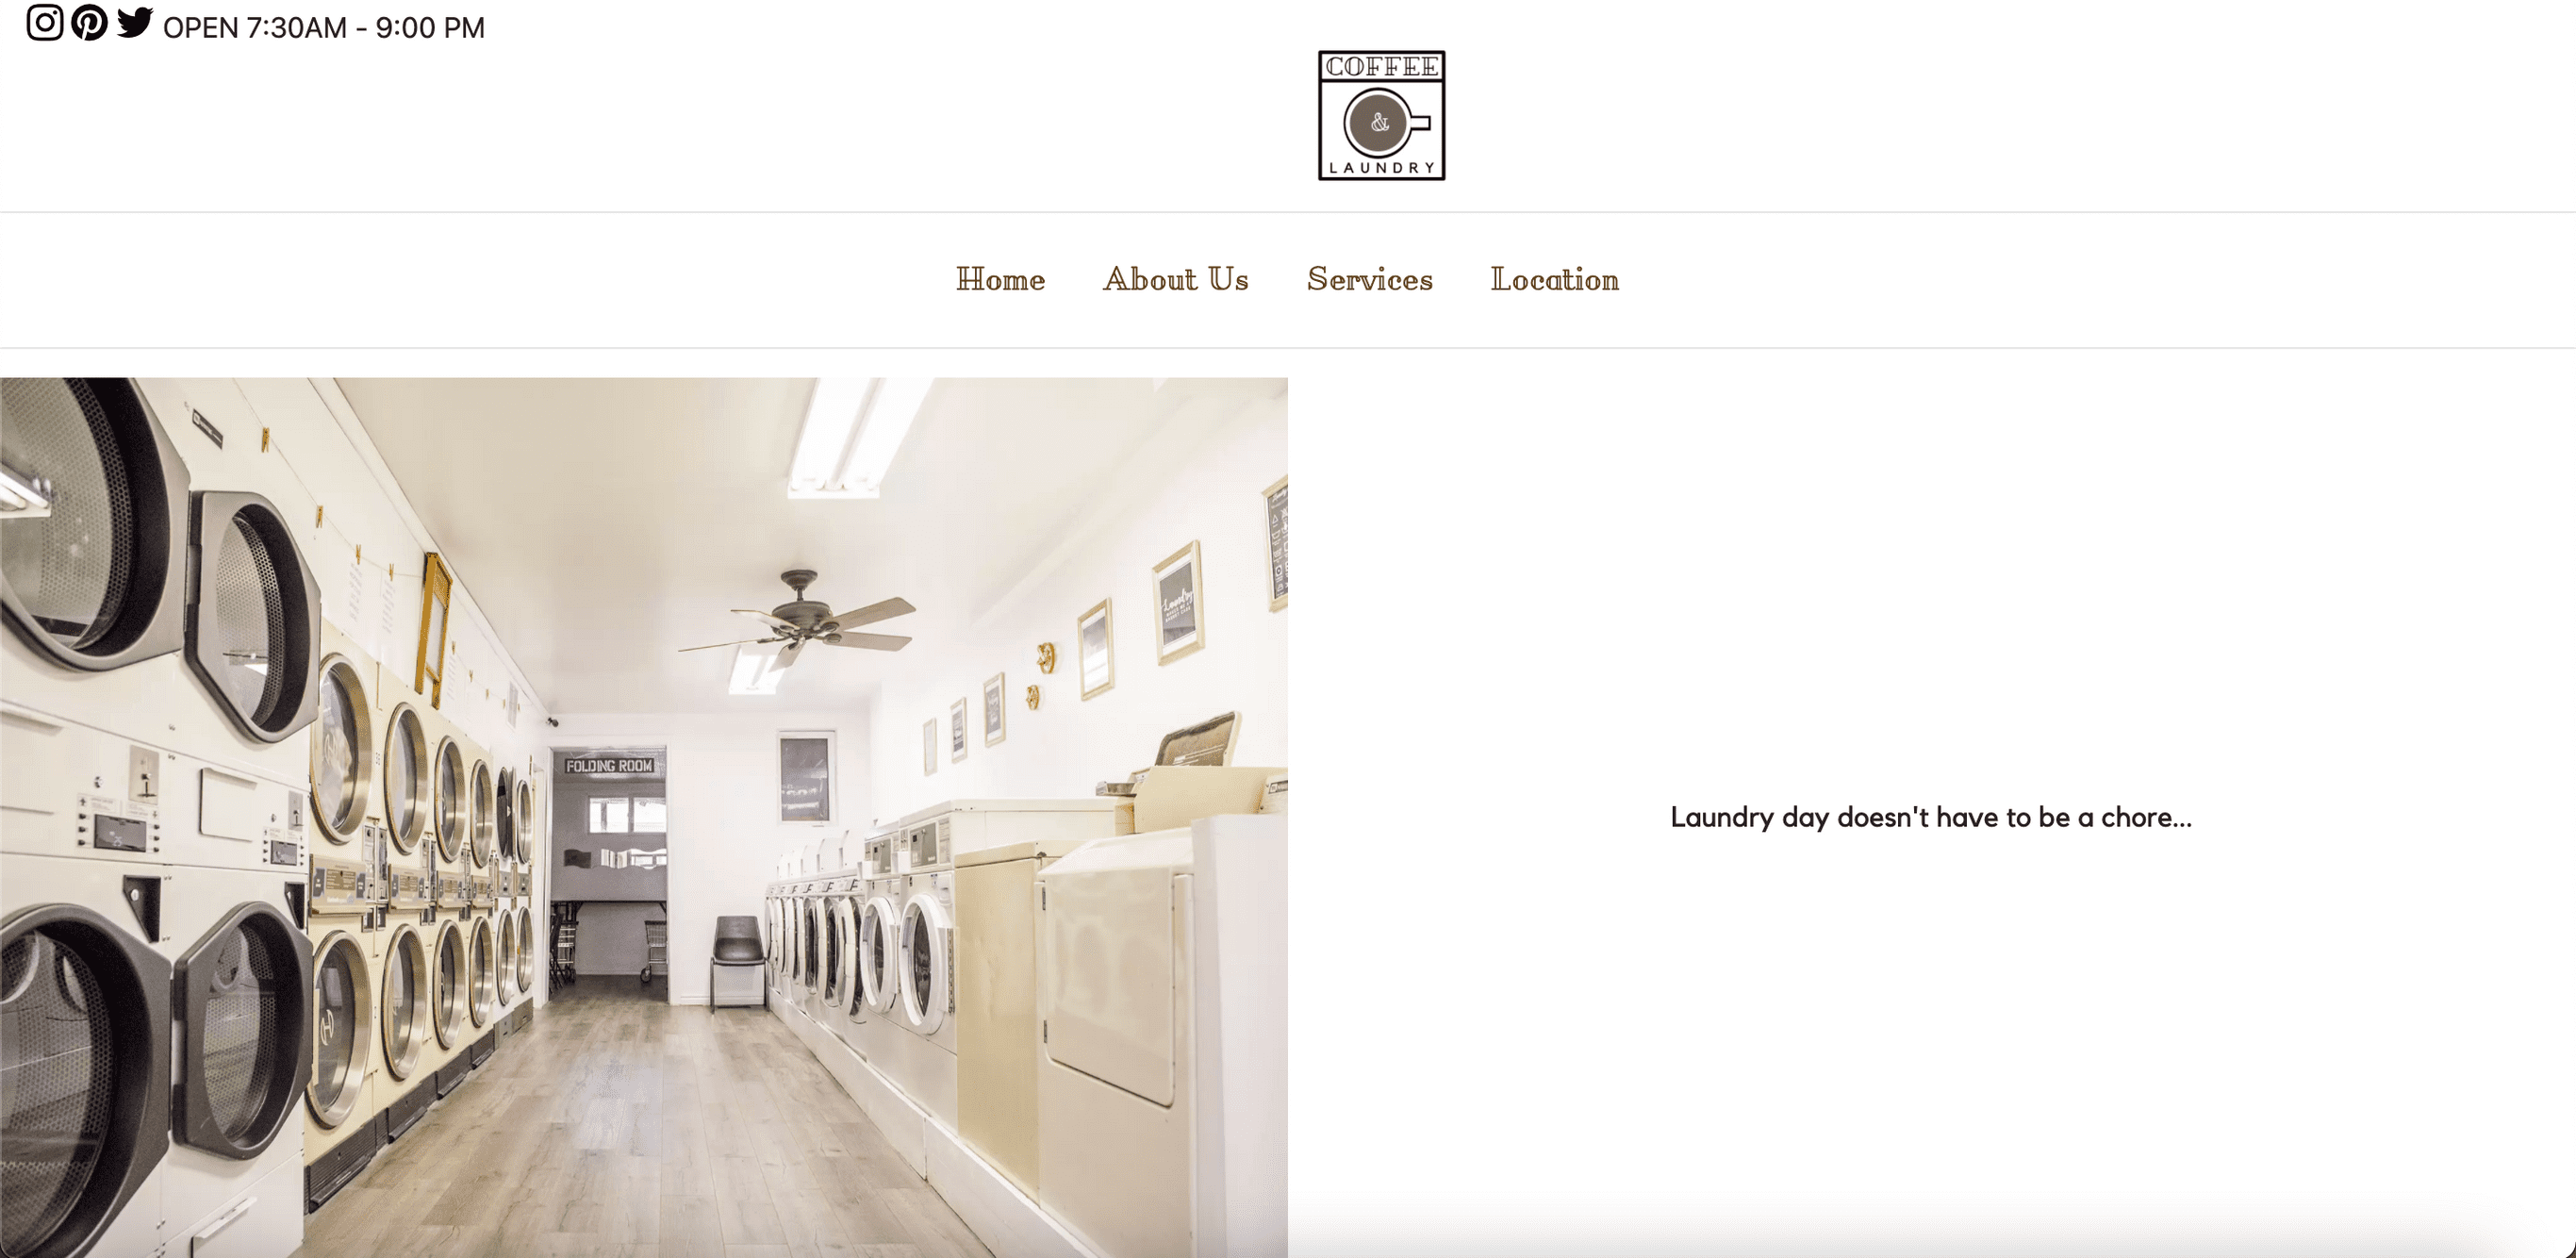 OPEN 7:30AM - 9:00 PM
COFFEE
&
LAUNDRY
Home About Us Services Location
FOLDING ROOM
Laundry day doesn't have to be a chore...